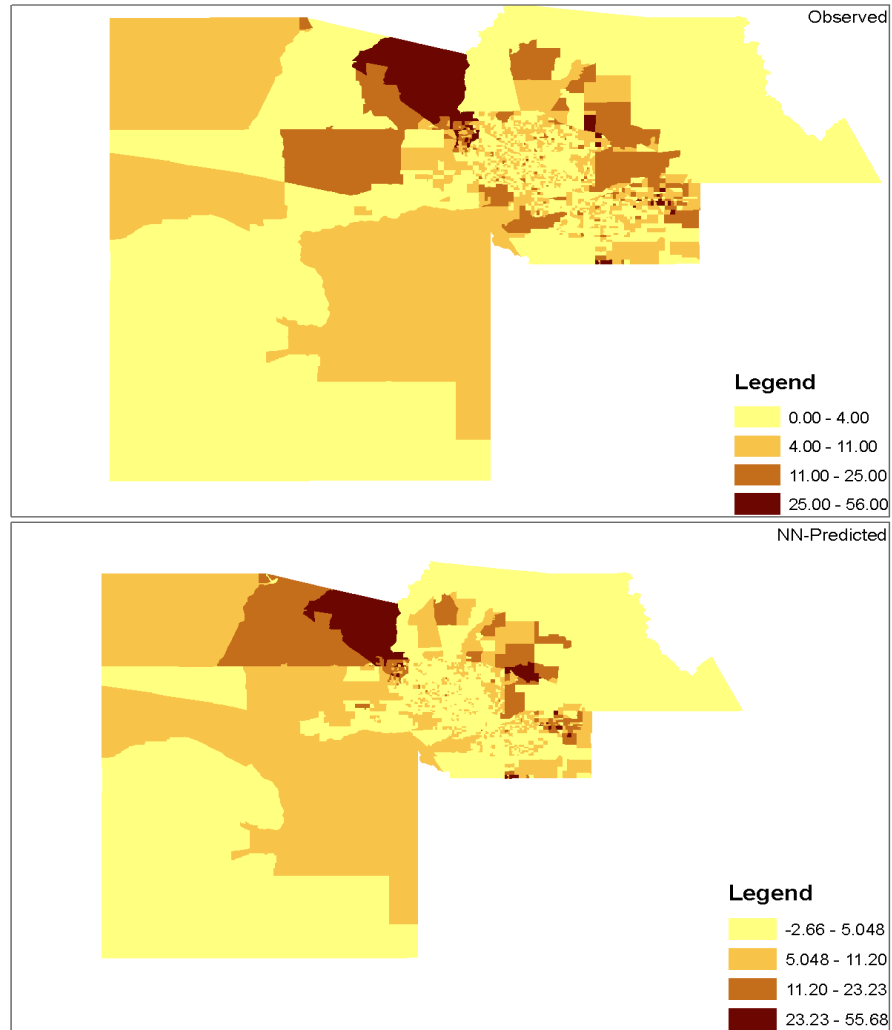 Observed
Legend
0.00 - 4.00
4.00 - 11.00
11.00 - 25.00
25.00 - 56.00
NN-Predicted
Legend
-2.66 - 5.048
5.048 - 11.20
11.20 - 23.23
23.23 - 55.68